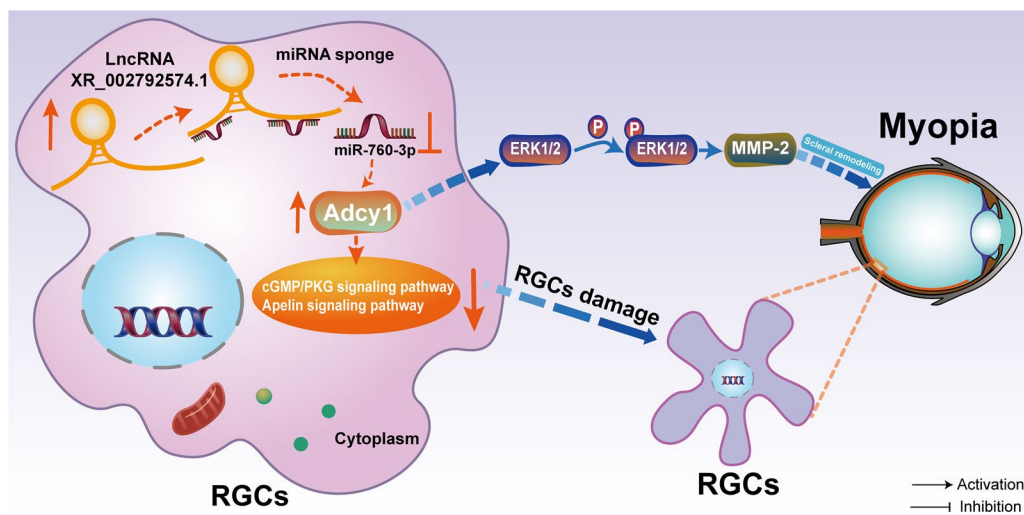 LncRNA
XR_002792574.1
miRNA sponge
miR-760-3p
Adcy1
cGMP/PKG signaling pathway
Apelin signaling pathway
Cytoplasm
RGCs
ERK1/2
P
P
ERK1/2
MMP-2
Scleral remodeling
Myopia
RGCs damage
RGCs
Activation
Inhibition